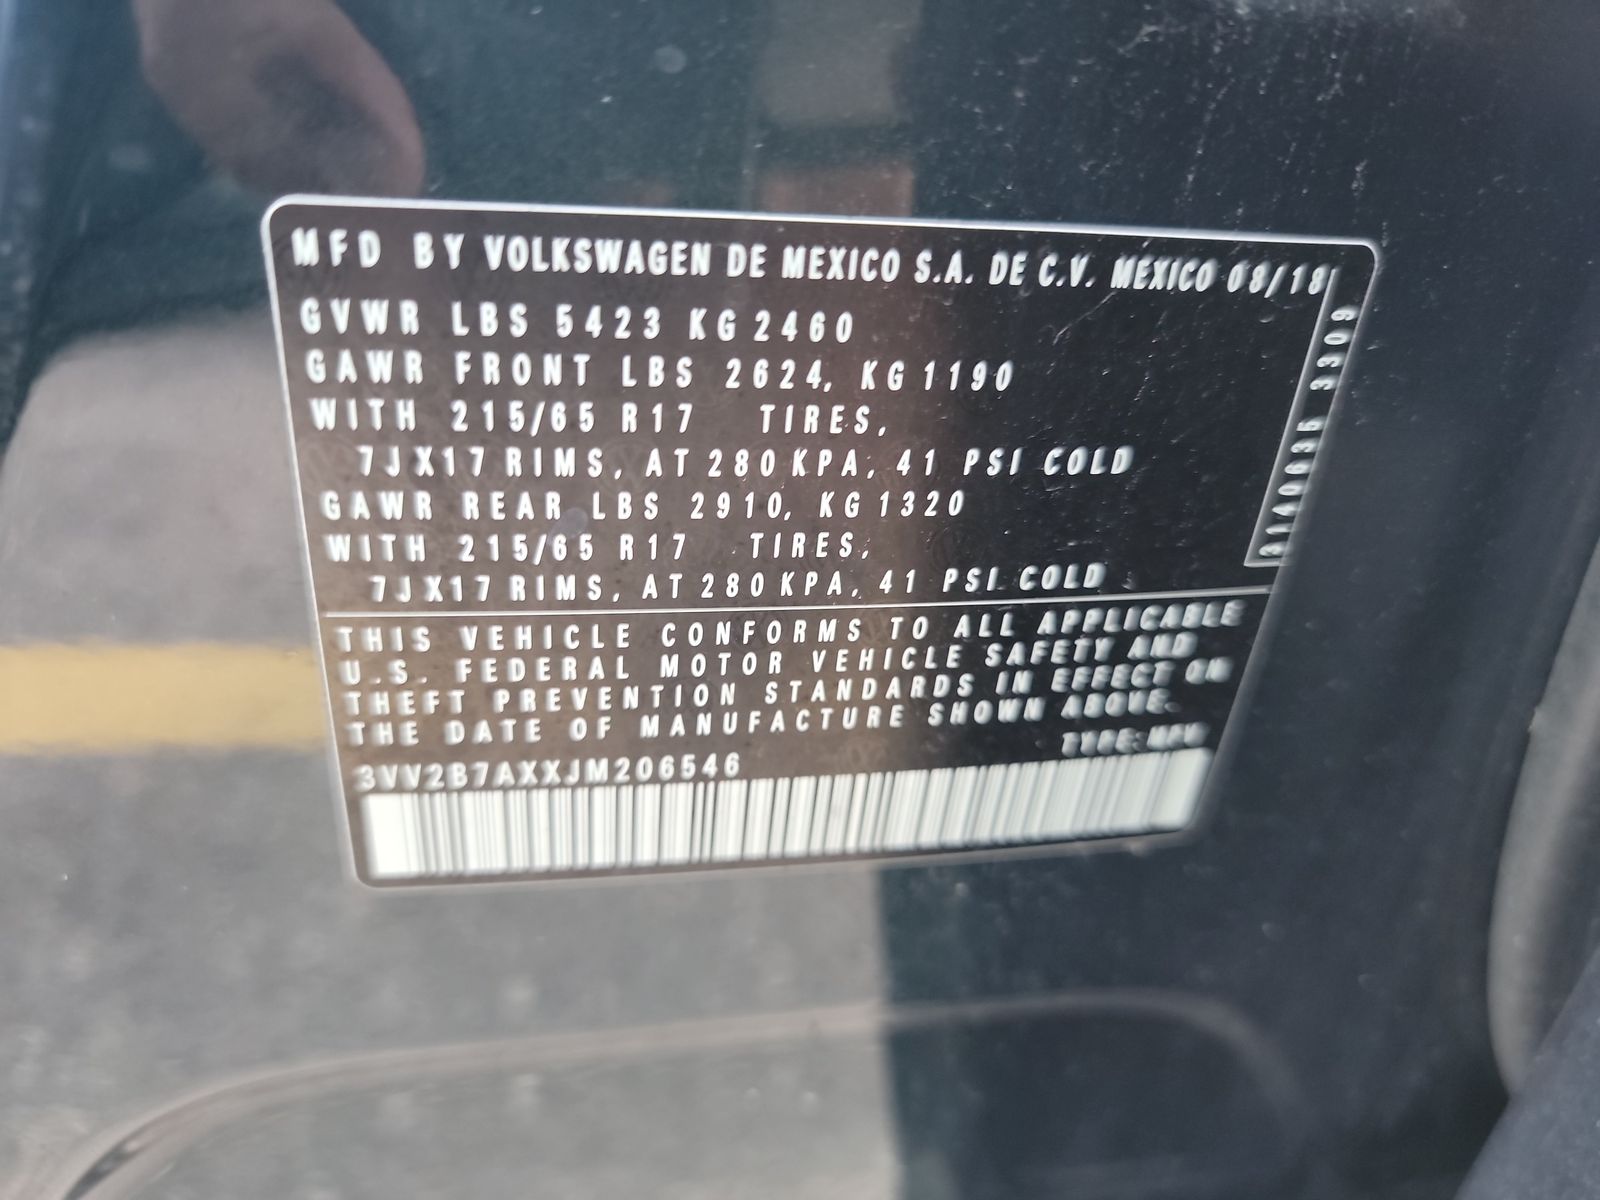 MFD BY VOLKSWAGEN DE MEXICO S.A. DE C.V. MEXICO 08/18
GVWR LBS 5423 KG 2460
GAWR FRONT LBS 2624, KG 1190
WITH 215/65 R17 TIRES,
7JX17 RIMS, AT 280 KPA, 41 PSI COLD
GAWR REAR LBS 2910, KG 1320
WITH 215/65 R17 TIRES,
7JX17 RIMS, AT 280 KPA, 41 PSI COLD
THIS VEHICLE CONFORMS TO ALL APPLICABLE
U.S. FEDERAL MOTOR VEHICLE SAFETY AND
THEFT PREVENTION STANDARDS IN EFFECT ON
THE DATE OF MANUFACTURE SHOWN ABOVE.
TYPE: MPV
3VV2B7AXXJM206546
3309